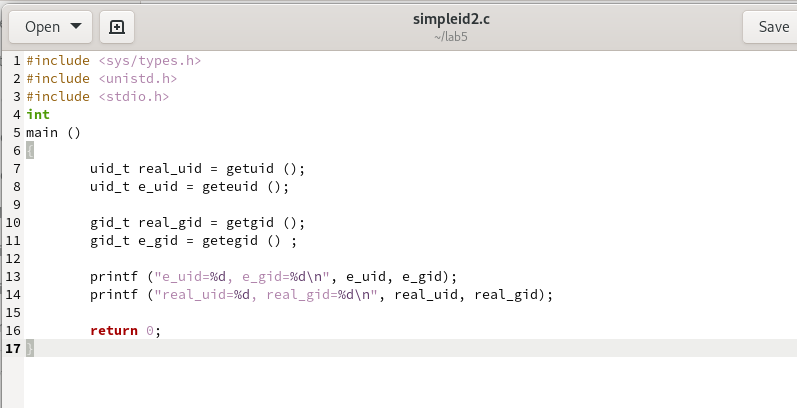 Open
simpleid2.c
~/lab5
Save
1 #include <sys/types.h>
2 #include <unistd.h>
3 #include <stdio.h>
4 int
5 main ()
6 {
7         uid_t real_uid = getuid ();
8         uid_t e_uid = geteuid ();
9
10         gid_t real_gid = getgid ();
11         gid_t e_gid = getegid () ;
12
13         printf ("e_uid=%d, e_gid=%d\n", e_uid, e_gid);
14         printf ("real_uid=%d, real_gid=%d\n", real_uid, real_gid);
15
16         return 0;
17 }